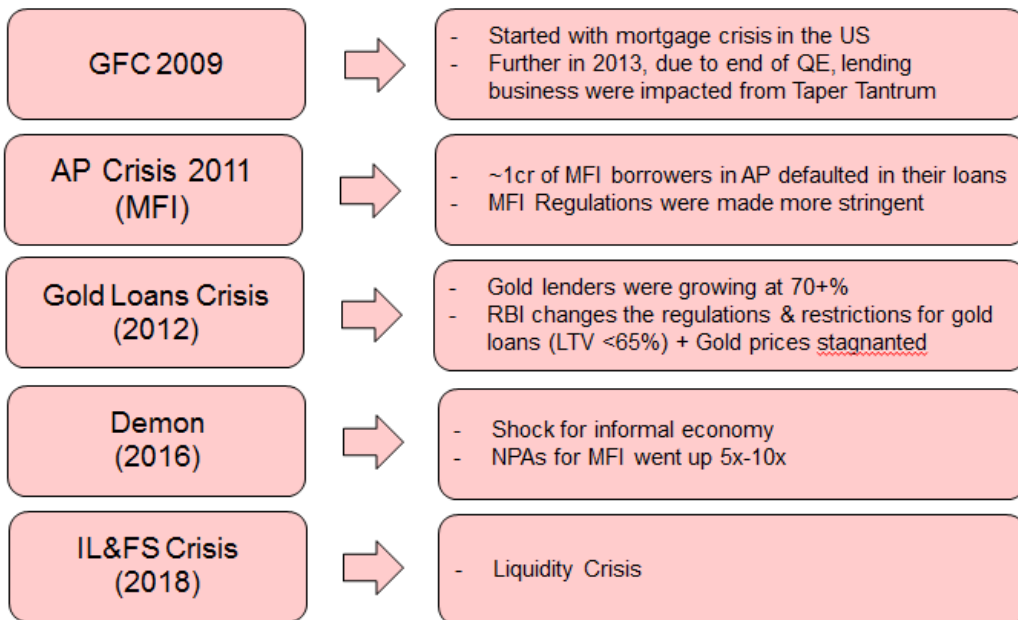 GFC 2009
- Started with mortgage crisis in the US
- Further in 2013, due to end of QE, lending
business were impacted from Taper Tantrum
AP Crisis 2011
(MFI)
- ~1cr of MFI borrowers in AP defaulted in their loans
- MFI Regulations were made more stringent
Gold Loans Crisis
(2012)
- Gold lenders were growing at 70+%
- RBI changes the regulations & restrictions for gold
loans (LTV <65%) + Gold prices stagnanted
Demon
(2016)
- Shock for informal economy
- NPAs for MFI went up 5x-10x
IL&FS Crisis
(2018)
- Liquidity Crisis